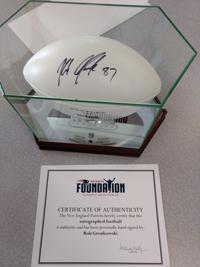 87
FOUNDATION
CERTIFICATE OF AUTHENTICITY
The New England Patriots hereby certify that this
autographed football
is authentic and has been personally hand signed by
Rob Gronkowski